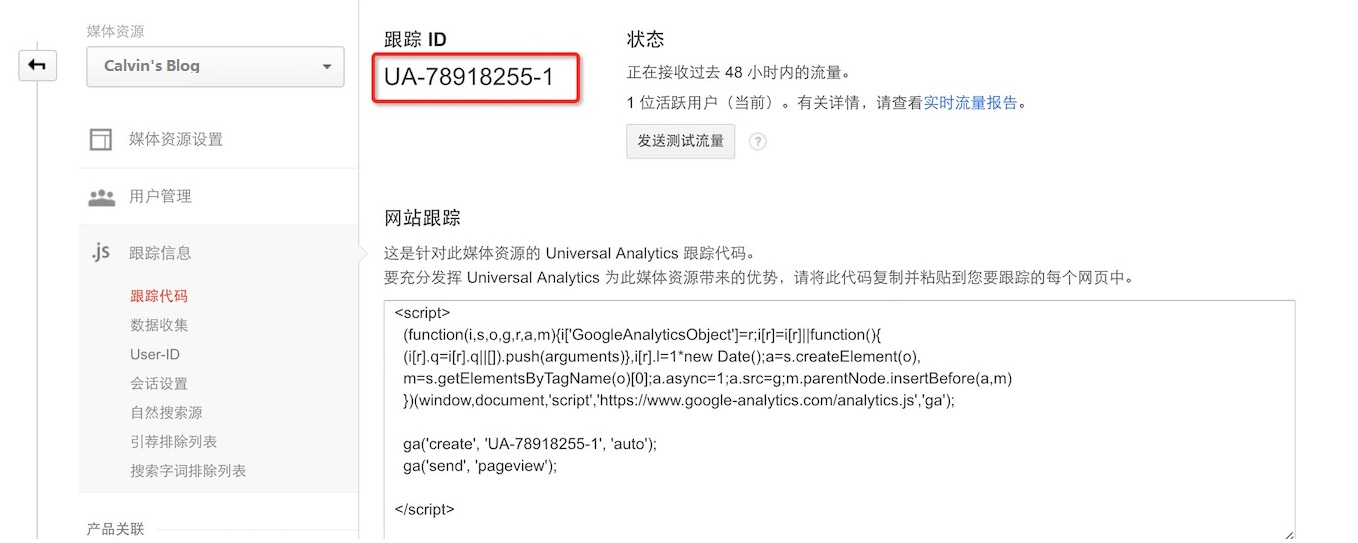 媒体资源
Calvin's Blog
媒体资源设置
用户管理
.js 跟踪信息
跟踪代码
数据收集
User-ID
会话设置
自然搜索源
引荐排除列表
搜索字词排除列表
产品关联
跟踪 ID
UA-78918255-1
状态
正在接收过去 48 小时内的流量。
1 位活跃用户（当前）。有关详情，请查看实时流量报告。
发送测试流量 ?
网站跟踪
这是针对此媒体资源的 Universal Analytics 跟踪代码。
要充分发挥 Universal Analytics 为此媒体资源带来的优势，请将此代码复制并粘贴到您要跟踪的每个网页中。
<script>
(function(i,s,o,g,r,a,m){i['GoogleAnalyticsObject']=r;i[r]=i[r]||function(){
(i[r].q=i[r].q||[]).push(arguments)},i[r].l=1*new Date();a=s.createElement(o),
m=s.getElementsByTagName(o)[0];a.async=1;a.src=g;m.parentNode.insertBefore(a,m)
})(window,document,'script','https://www.google-analytics.com/analytics.js','ga');
ga('create', 'UA-78918255-1', 'auto');
ga('send', 'pageview');
</script>